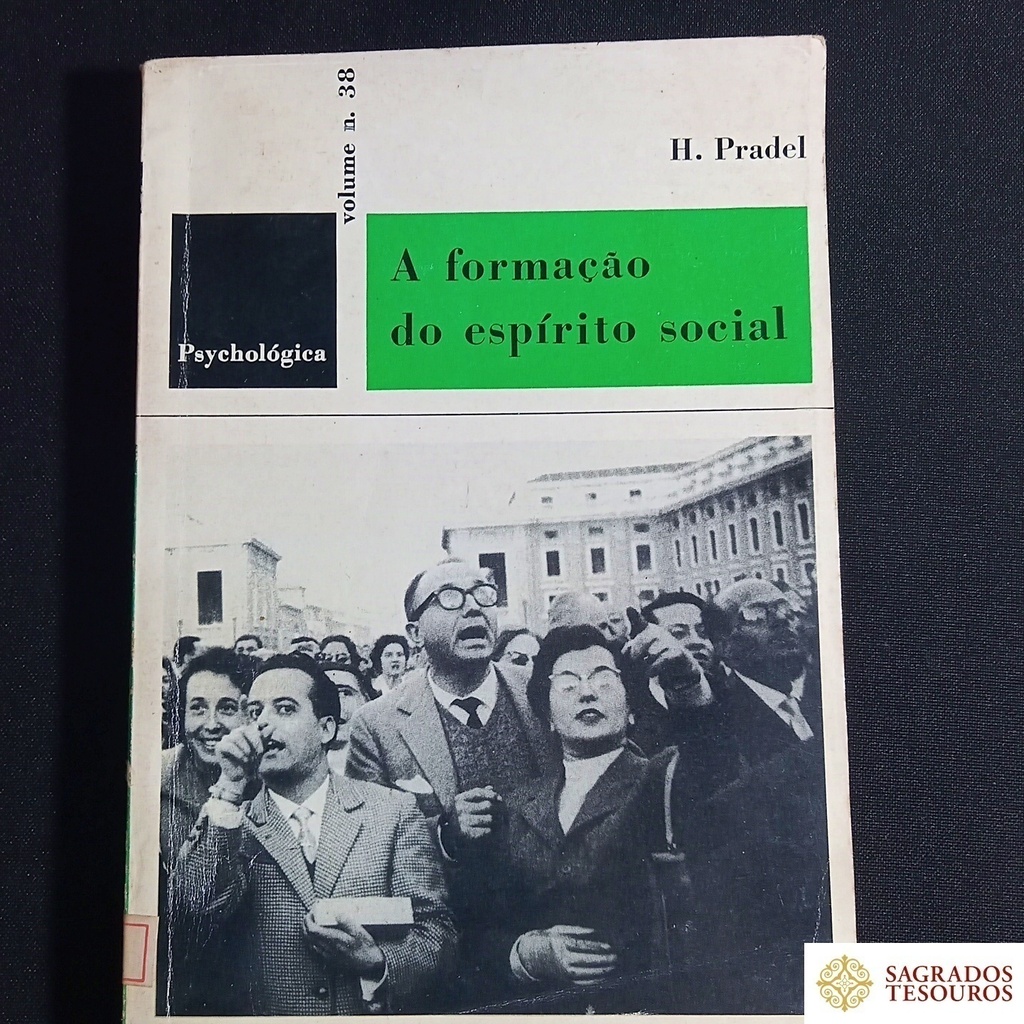 volume n. 38
H. Pradel
A formação
do espírito social
Psychológica
SAGRADOS
TESOUROS